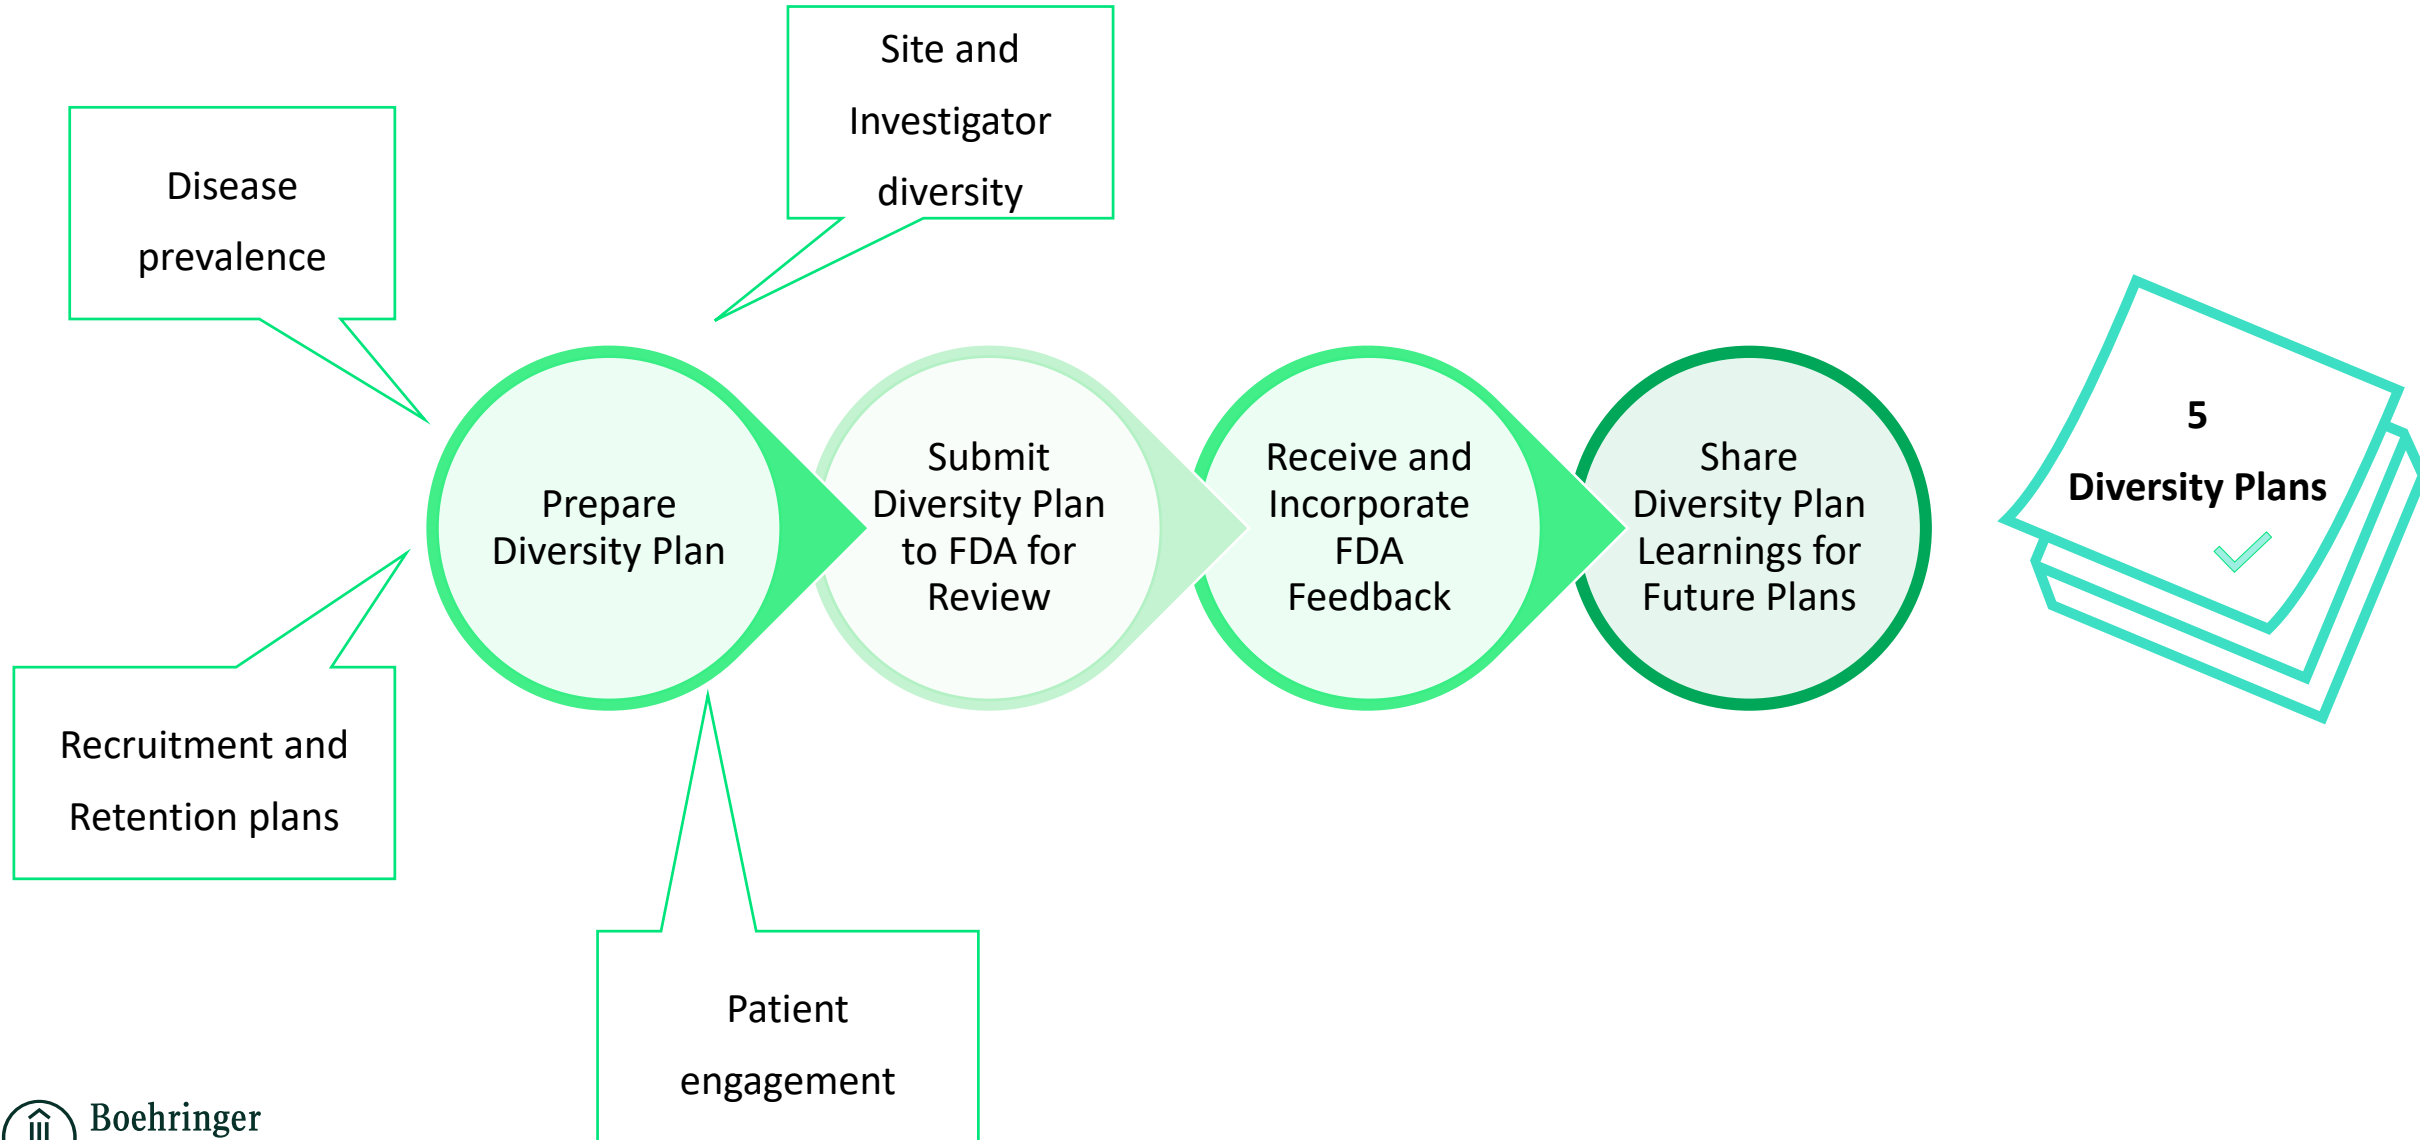 Site and
Investigator
diversity
Disease
prevalence
Prepare
Diversity Plan
Submit
Diversity Plan
to FDA for
Review
Receive and
Incorporate
FDA
Feedback
Share
Diversity Plan
Learnings for
Future Plans
5
Diversity Plans
Recruitment and
Retention plans
Patient
engagement
Boehringer